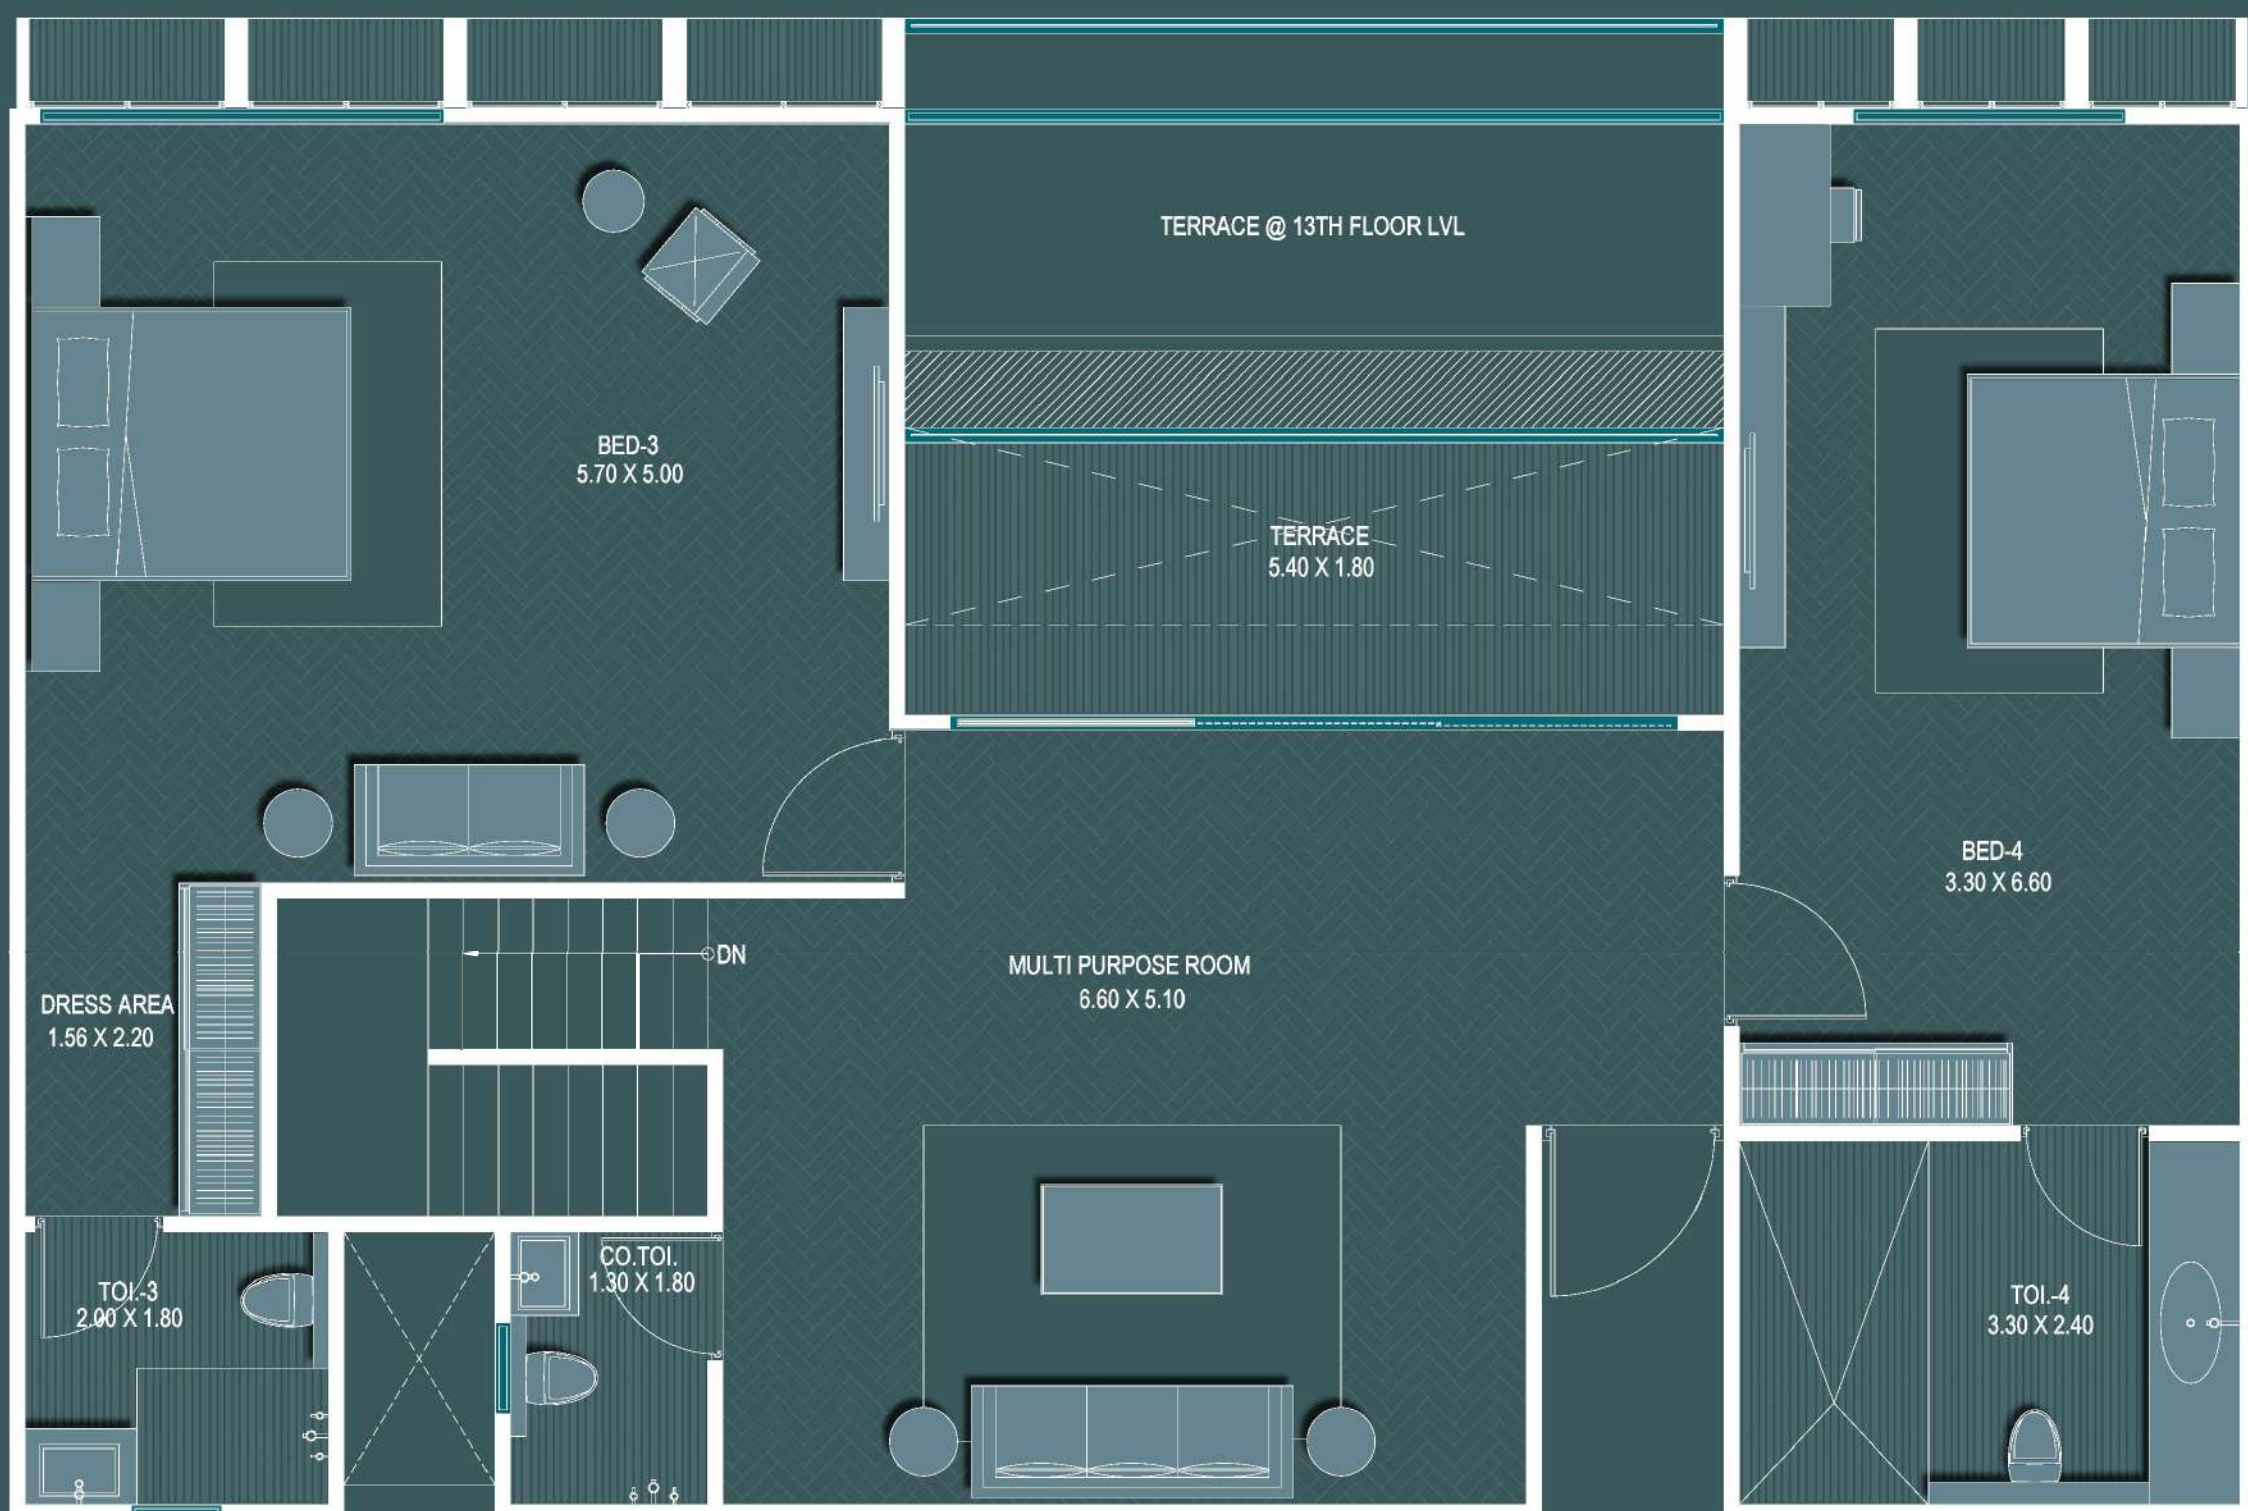 TERRACE @ 13TH FLOOR LVL
BED-3
5.70 X 5.00
TERRACE
5.40 X 1.80
BED-4
3.30 X 6.60
DN
MULTI PURPOSE ROOM
6.60 X 5.10
DRESS AREA
1.56 X 2.20
CO.TOI.
1.30 X 1.80
TOI.-3
2.00 X 1.80
TOI.-4
3.30 X 2.40